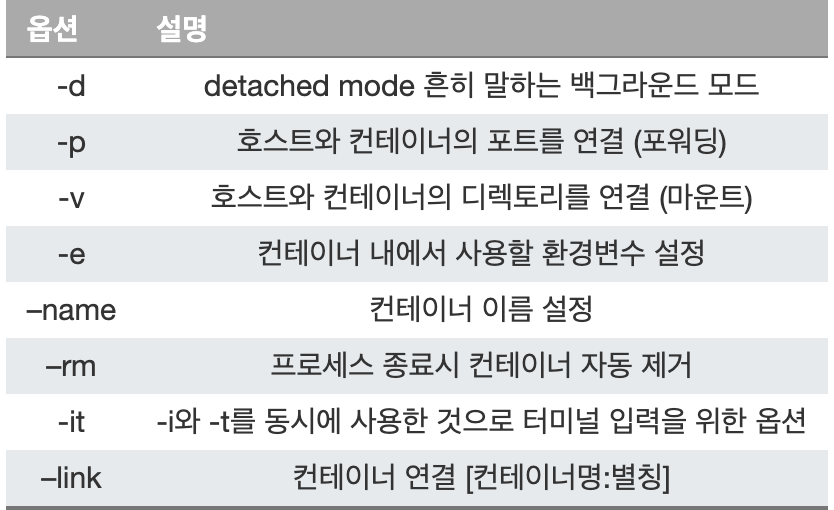 옵션 설명
-d detached mode 흔히 말하는 백그라운드 모드
-p 호스트와 컨테이너의 포트를 연결 (포워딩)
-v 호스트와 컨테이너의 디렉토리를 연결 (마운트)
-e 컨테이너 내에서 사용할 환경변수 설정
–name 컨테이너 이름 설정
–rm 프로세스 종료시 컨테이너 자동 제거
-it -i와 -t를 동시에 사용한 것으로 터미널 입력을 위한 옵션
–link 컨테이너 연결 [컨테이너명:별칭]